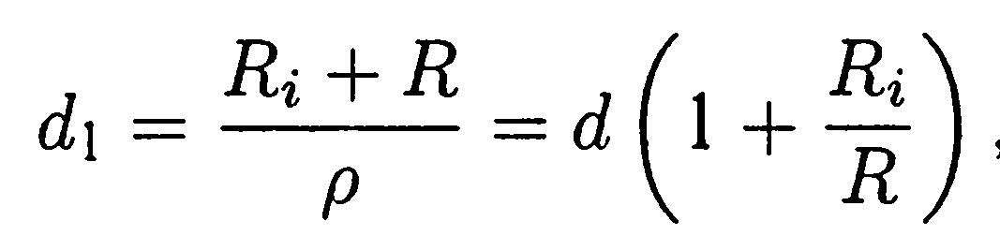 d_1 = \frac{R_i + R}{\rho} = d \left( 1 + \frac{R_i}{R} \right),